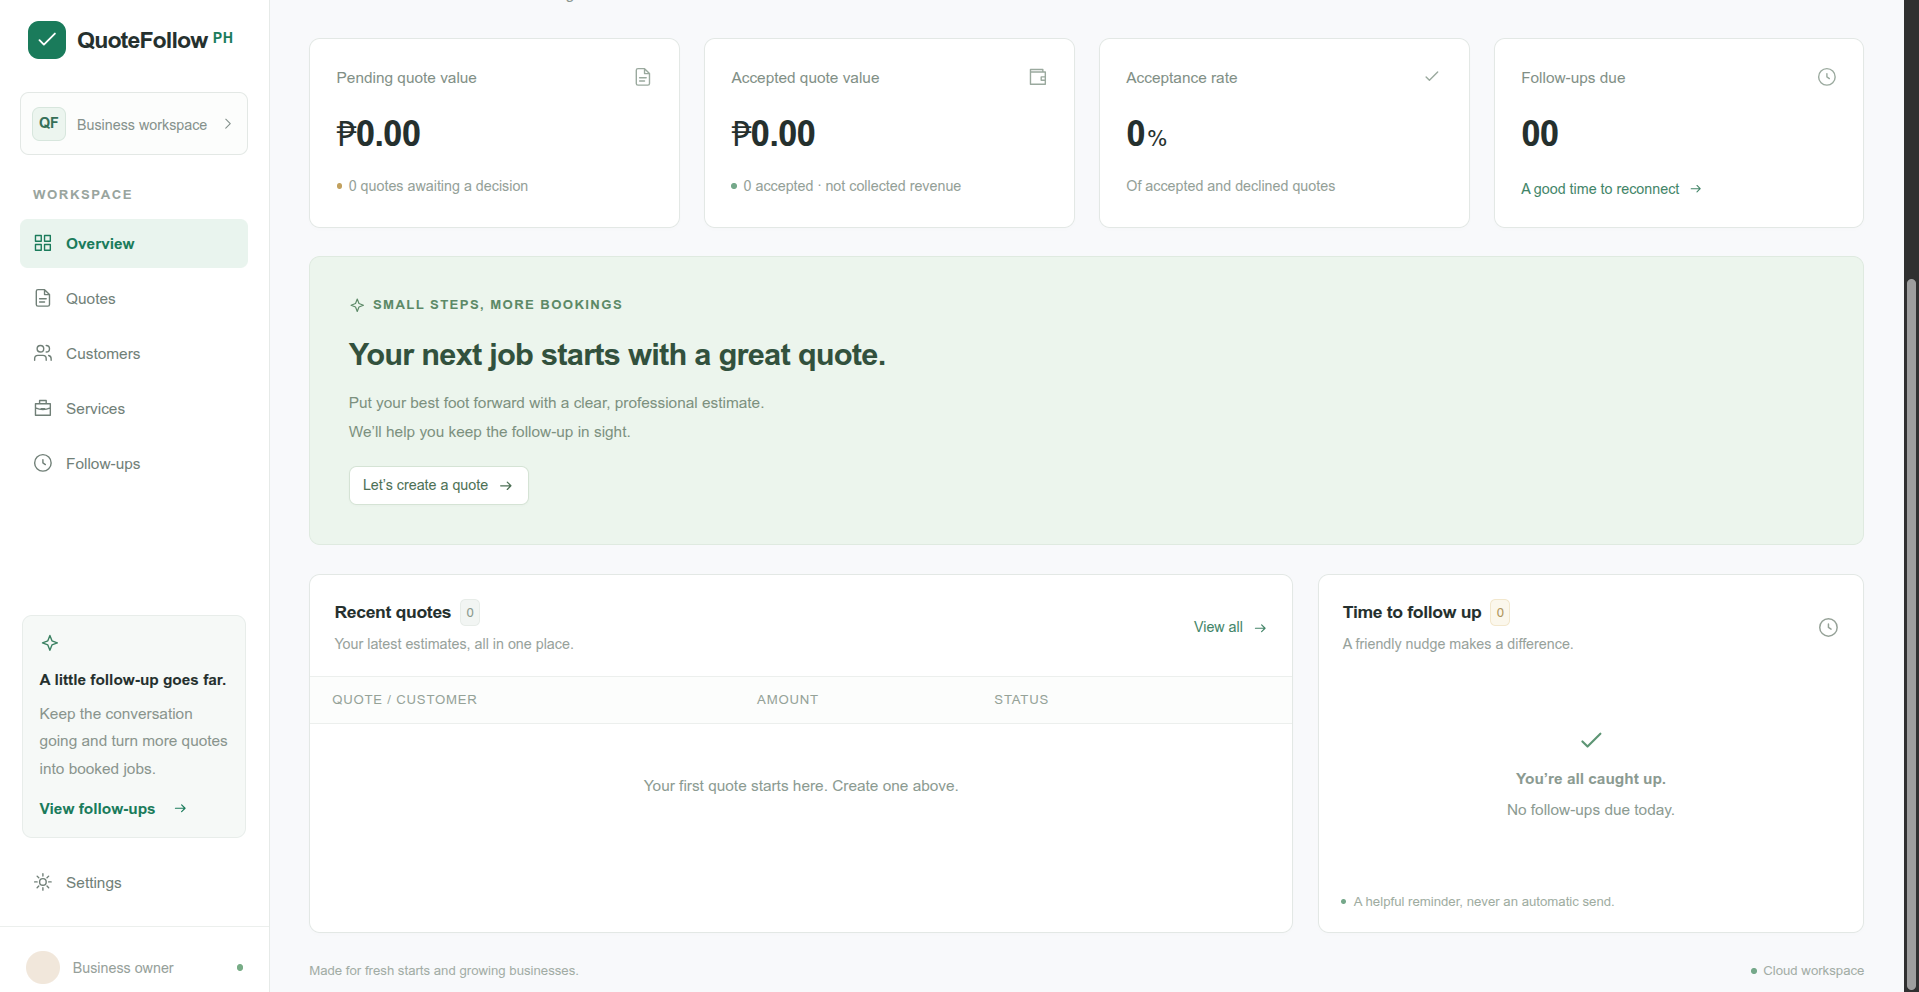 QuoteFollow PH
QF Business workspace
WORKSPACE
Overview
Quotes
Customers
Services
Follow-ups
A little follow-up goes far.
Keep the conversation
going and turn more quotes
into booked jobs.
View follow-ups →
Settings
Business owner
Pending quote value
₱0.00
0 quotes awaiting a decision
Accepted quote value
₱0.00
0 accepted · not collected revenue
Acceptance rate
0%
Of accepted and declined quotes
Follow-ups due
00
A good time to reconnect →
SMALL STEPS, MORE BOOKINGS
Your next job starts with a great quote.
Put your best foot forward with a clear, professional estimate.
We’ll help you keep the follow-up in sight.
Let’s create a quote →
Recent quotes 0
Your latest estimates, all in one place.
View all →
QUOTE / CUSTOMER AMOUNT STATUS
Your first quote starts here. Create one above.
Time to follow up 0
A friendly nudge makes a difference.
You’re all caught up.
No follow-ups due today.
A helpful reminder, never an automatic send.
Made for fresh starts and growing businesses.
Cloud workspace